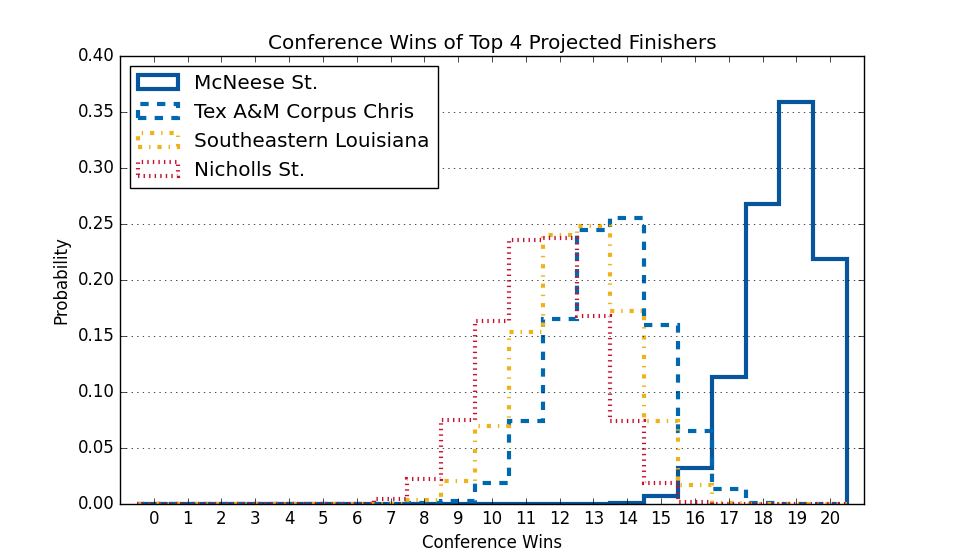 Conference Wins of Top 4 Projected Finishers
0.40
0.35
0.30
0.25
0.20
0.15
0.10
0.05
0.00
Probability
McNeese St.
Tex A&M Corpus Chris
Southeastern Louisiana
Nicholls St.
0 1 2 3 4 5 6 7 8 9 10 11 12 13 14 15 16 17 18 19 20
Conference Wins